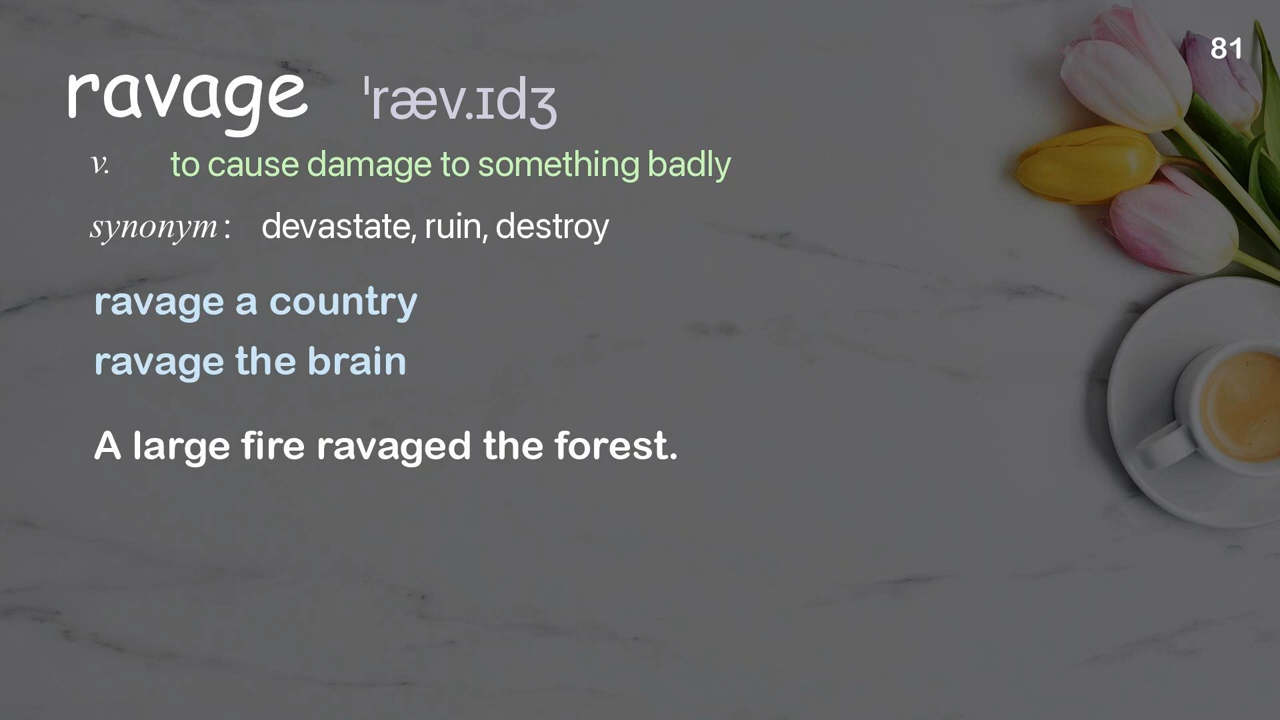 81
ravage ˈræv.ɪdʒ
v. to cause damage to something badly
synonym: devastate, ruin, destroy
ravage a country
ravage the brain
A large fire ravaged the forest.